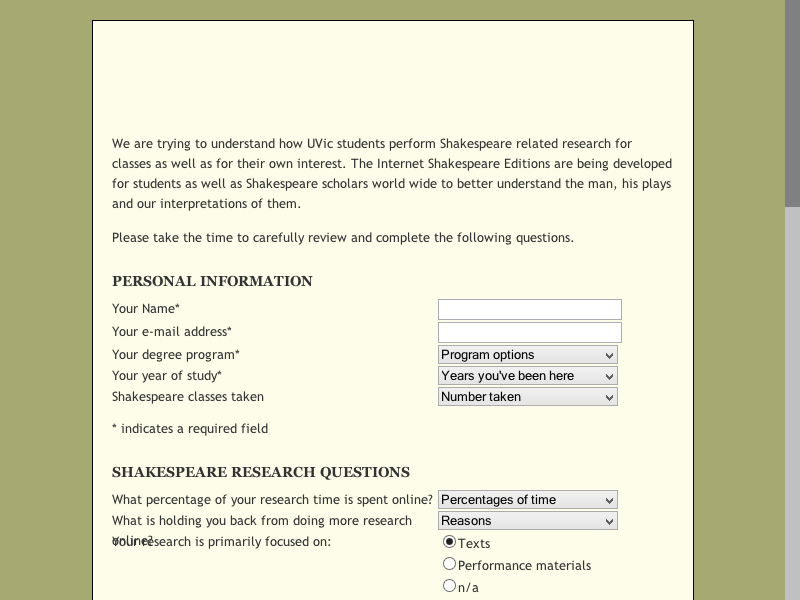 We are trying to understand how UVic students perform Shakespeare related research for
classes as well as for their own interest. The Internet Shakespeare Editions are being developed
for students as well as Shakespeare scholars world wide to better understand the man, his plays
and our interpretations of them.
Please take the time to carefully review and complete the following questions.
PERSONAL INFORMATION
Your Name*
Your e-mail address*
Your degree program* Program options
Your year of study* Years you've been here
Shakespeare classes taken Number taken
* indicates a required field
SHAKESPEARE RESEARCH QUESTIONS
What percentage of your research time is spent online? Percentages of time
What is holding you back from doing more research Reasons
online?
Your research is primarily focused on: Texts
Performance materials
n/a